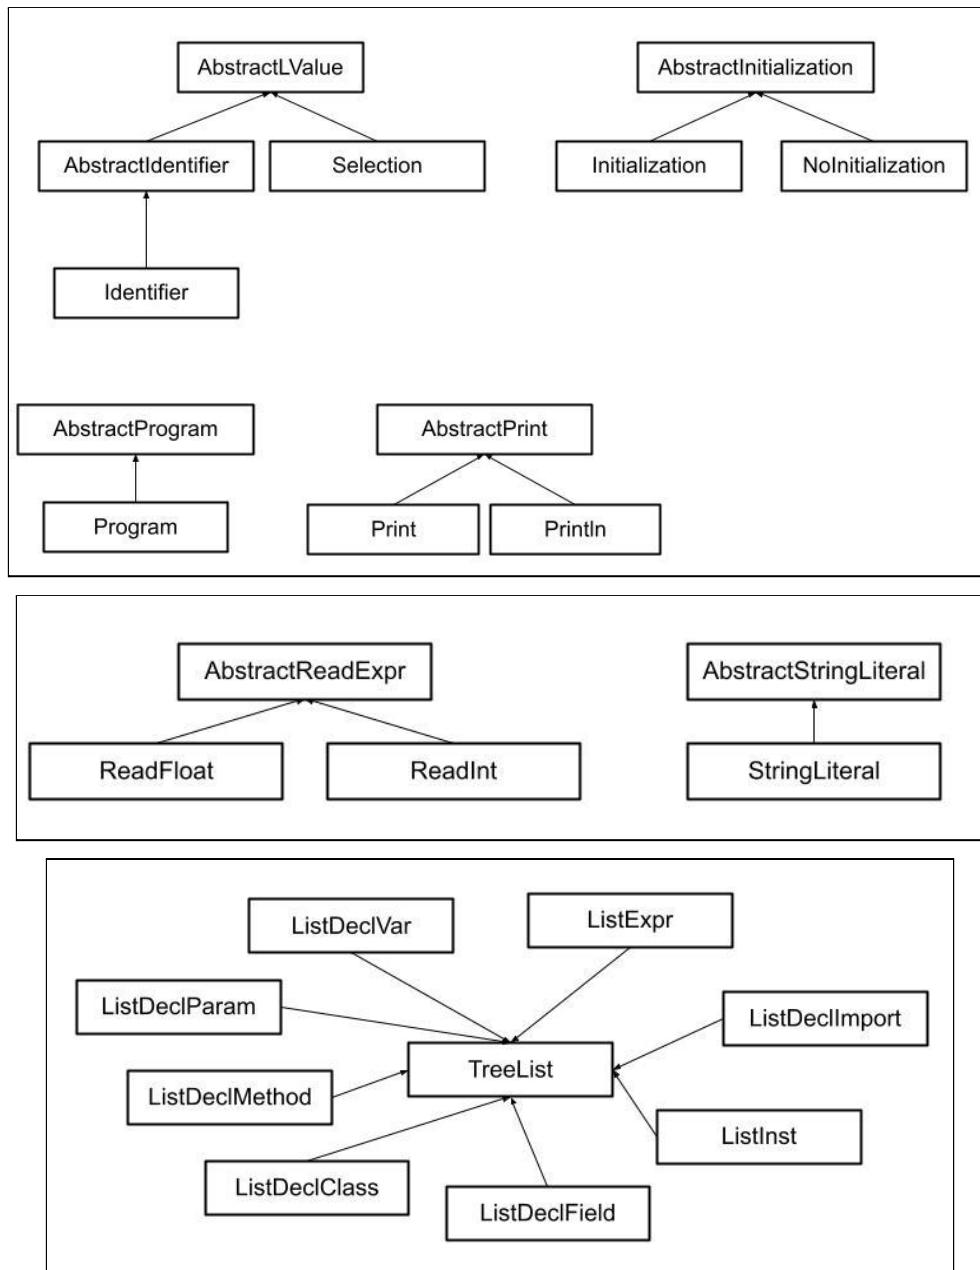 AbstractLValue
AbstractInitialization
AbstractIdentifier
Selection
Initialization
NoInitialization
Identifier
AbstractProgram
AbstractPrint
Program
Print
Println
AbstractReadExpr
AbstractStringLiteral
ReadFloat
ReadInt
StringLiteral
ListDeclVar
ListExpr
ListDeclParam
ListDeclImport
TreeList
ListDeclMethod
ListInst
ListDeclClass
ListDeclField